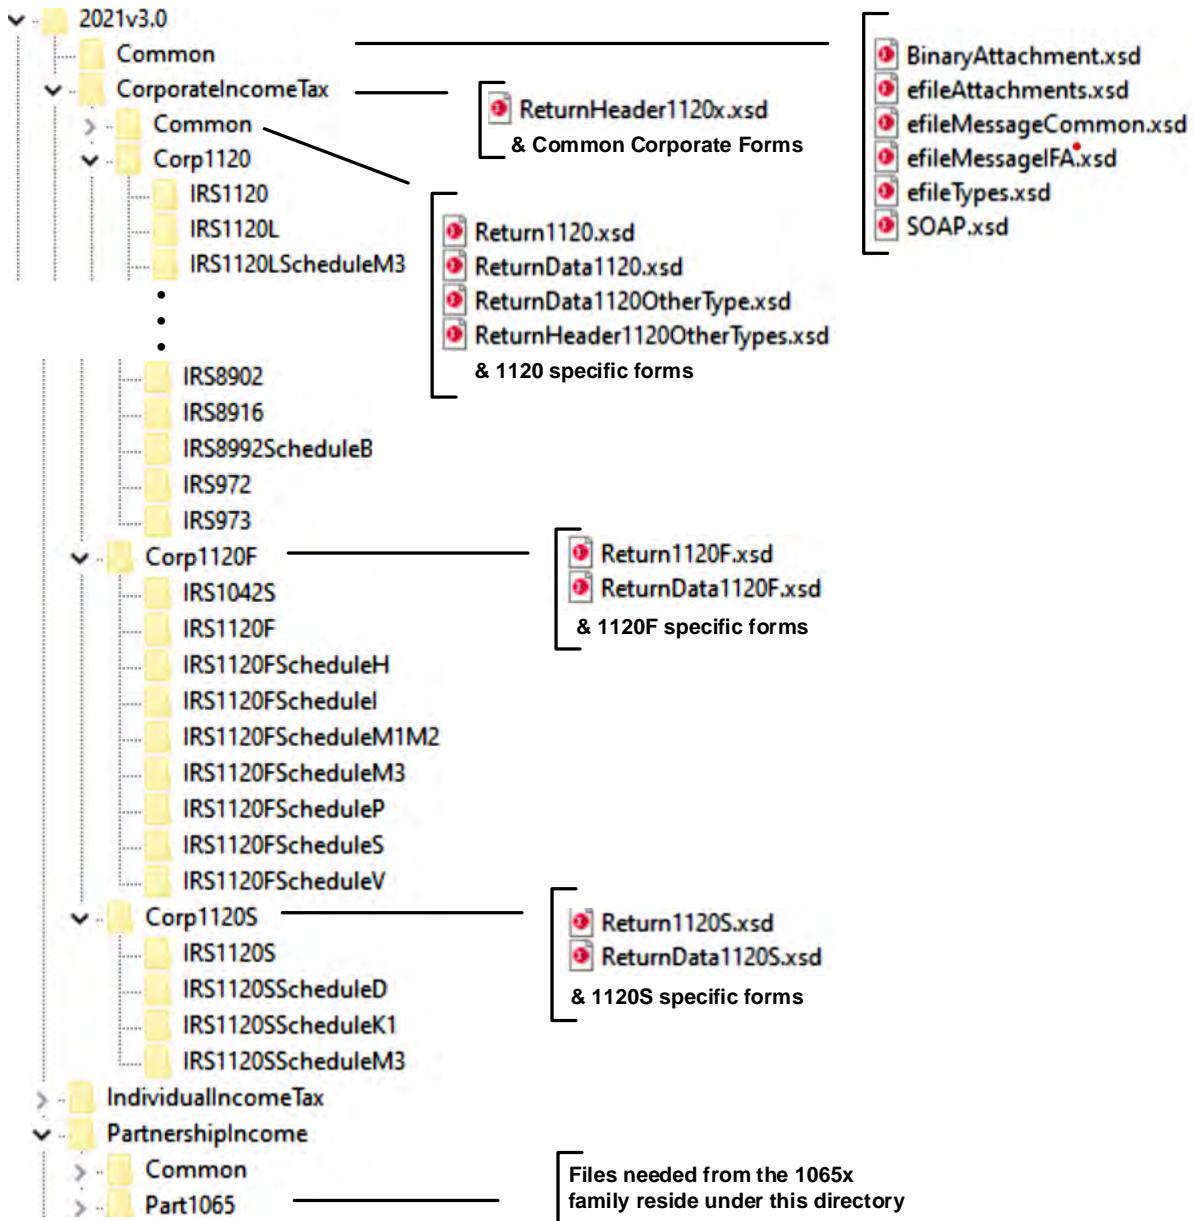 2021v3.0
Common
CorporateIncomeTax
Common
Corp1120
IRS1120
IRS1120L
IRS1120LScheduleM3
IRS8902
IRS8916
IRS8992ScheduleB
IRS972
IRS973
Corp1120F
IRS1042S
IRS1120F
IRS1120FScheduleH
IRS1120FScheduleI
IRS1120FScheduleM1M2
IRS1120FScheduleM3
IRS1120FScheduleP
IRS1120FScheduleS
IRS1120FScheduleV
Corp1120S
IRS1120S
IRS1120SScheduleD
IRS1120SScheduleK1
IRS1120SScheduleM3
IndividualIncomeTax
PartnershipIncome
Common
Part1065
BinaryAttachment.xsd
efileAttachments.xsd
efileMessageCommon.xsd
efileMessageIFA.xsd
efileTypes.xsd
SOAP.xsd
ReturnHeader1120x.xsd
& Common Corporate Forms
Return1120.xsd
ReturnData1120.xsd
ReturnData1120OtherType.xsd
ReturnHeader1120OtherTypes.xsd
& 1120 specific forms
Return1120F.xsd
ReturnData1120F.xsd
& 1120F specific forms
Return1120S.xsd
ReturnData1120S.xsd
& 1120S specific forms
Files needed from the 1065x
family reside under this directory